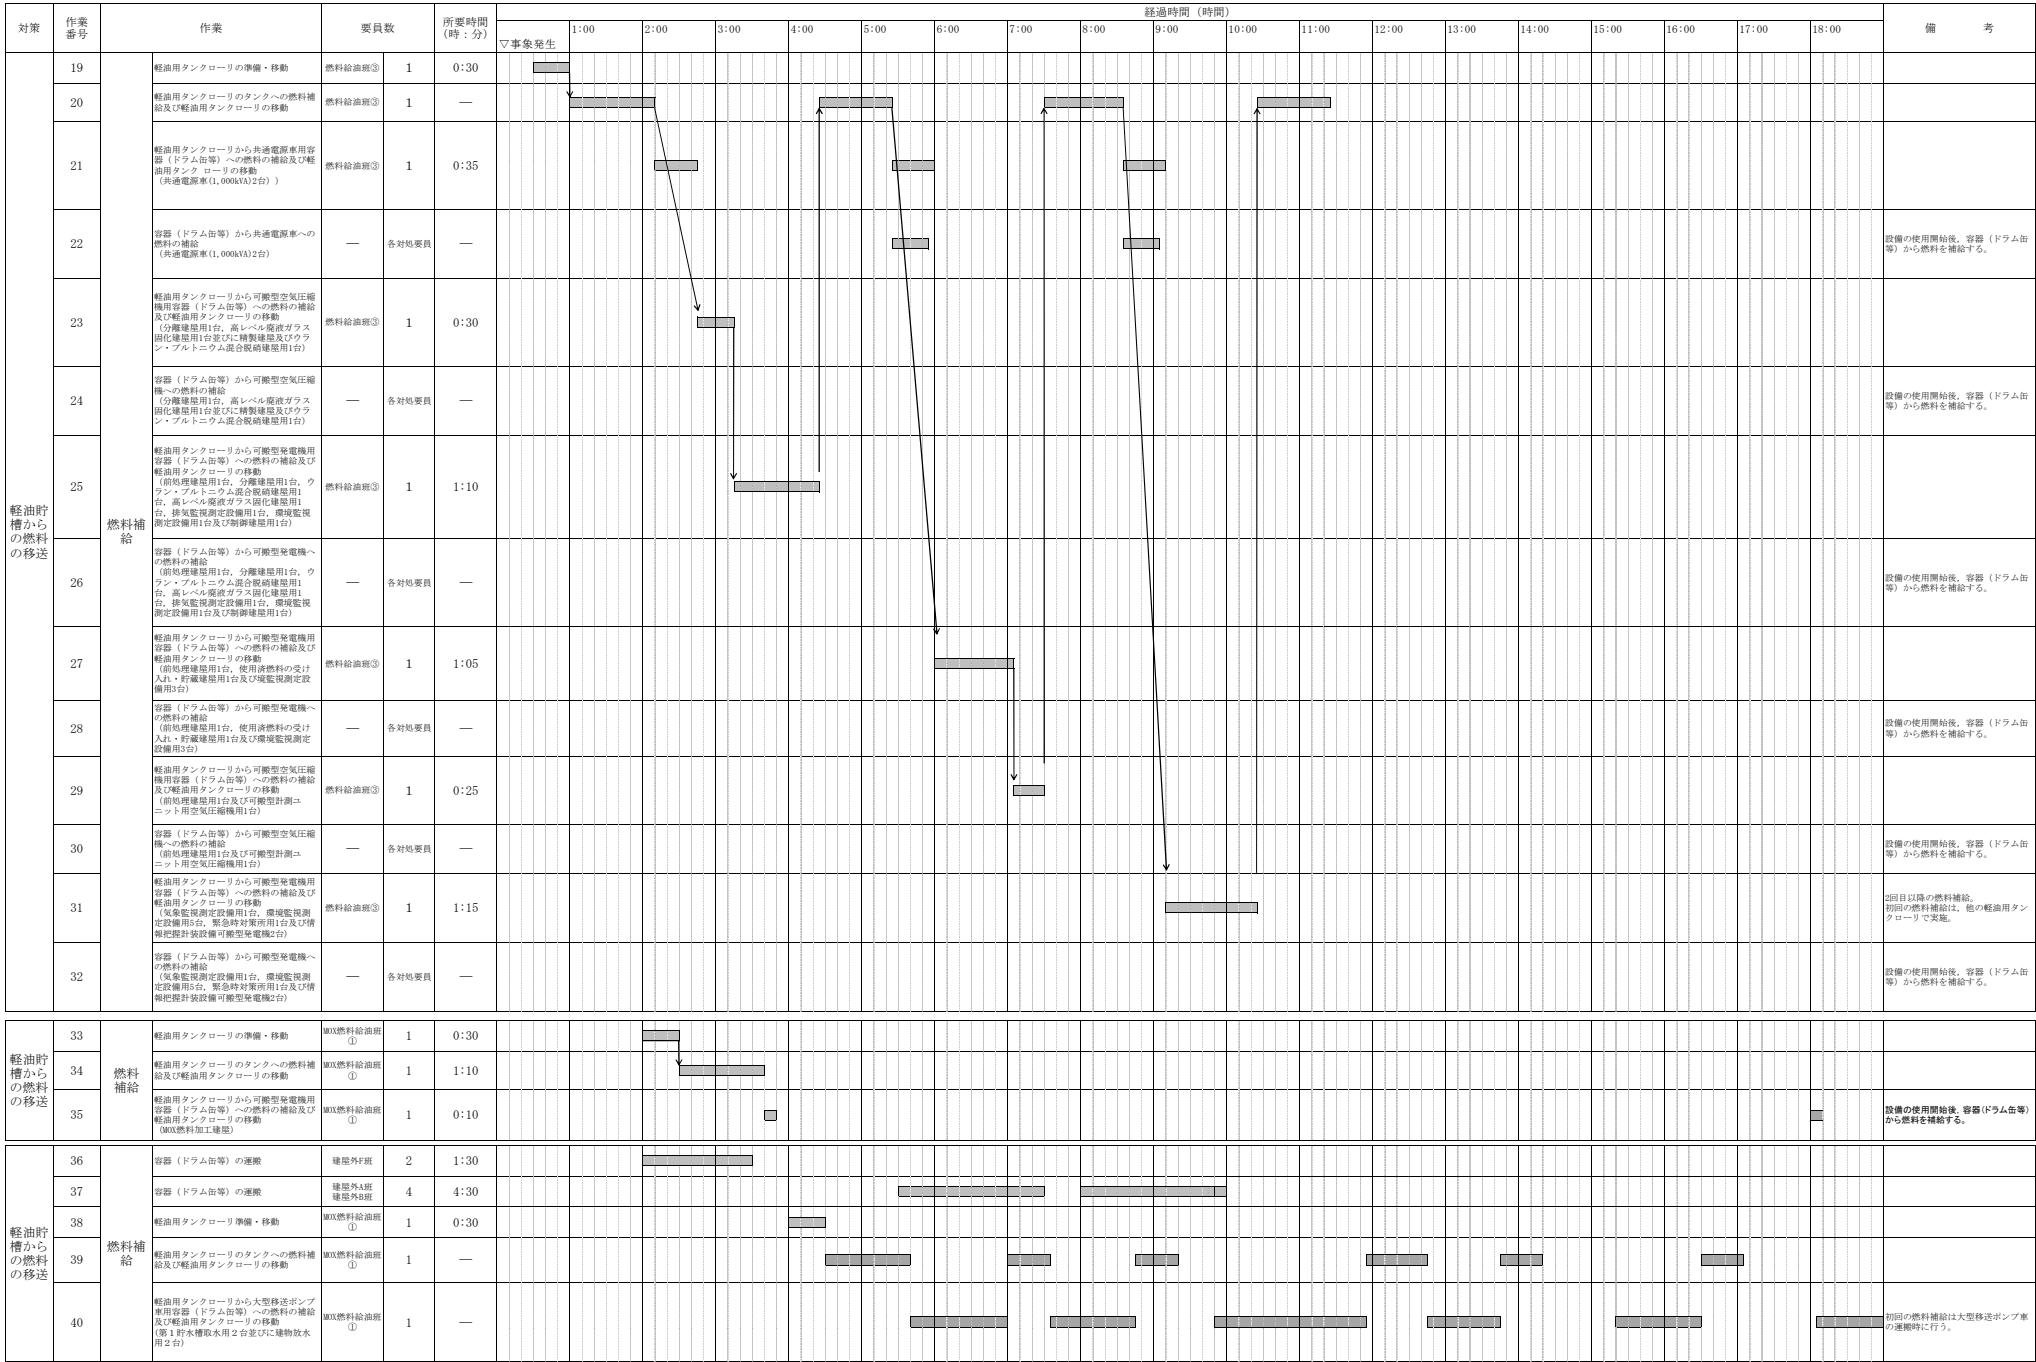 対策
作業
番号
作業
要員数
所要時間
（時：分）
経過時間（時間）
▽事象発生
1:00
2:00
3:00
4:00
5:00
6:00
7:00
8:00
9:00
10:00
11:00
12:00
13:00
14:00
15:00
16:00
17:00
18:00
備　　　考
軽油貯
槽から
の燃料
の移送
燃料補
給
19
軽油用タンクローリの準備・移動
燃料給油班③
1
0:30
20
軽油用タンクローリのタンクへの燃料補
給及び軽油用タンクローリの移動
燃料給油班③
1
―
21
軽油用タンクローリから共通電源車用容
器（ドラム缶等）への燃料の補給及び軽
油用タンク ローリの移動
（共通電源車(1,000kVA)2台））
燃料給油班③
1
0:35
22
容器（ドラム缶等）から共通電源車への
燃料の補給
（共通電源車(1,000kVA)2台）
―
各対処要員
―
設備の使用開始後，容器（ドラム缶
等）から燃料を補給する。
23
軽油用タンクローリから可搬型空気圧縮
機用容器（ドラム缶等）への燃料の補給
及び軽油用タンクローリの移動
（分離建屋用1台，高レベル廃液ガラス
固化建屋用1台並びに精製建屋及びウラ
ン・プルトニウム混合脱硝建屋用1台）
燃料給油班③
1
0:30
24
容器（ドラム缶等）から可搬型空気圧縮
機への燃料の補給
（分離建屋用1台，高レベル廃液ガラス
固化建屋用1台並びに精製建屋及びウラ
ン・プルトニウム混合脱硝建屋用1台）
―
各対処要員
―
設備の使用開始後，容器（ドラム缶
等）から燃料を補給する。
25
軽油用タンクローリから可搬型発電機用
容器（ドラム缶等）への燃料の補給及び
軽油用タンクローリの移動
（前処理建屋用1台，分離建屋用1台，ウ
ラン・プルトニウム混合脱硝建屋用1
台，高レベル廃液ガラス固化建屋用1
台，排気監視測定設備用1台，環境監視
測定設備用1台及び制御建屋用1台）
燃料給油班③
1
1:10
26
容器（ドラム缶等）から可搬型発電機へ
の燃料の補給
（前処理建屋用1台，分離建屋用1台，ウ
ラン・プルトニウム混合脱硝建屋用1
台，高レベル廃液ガラス固化建屋用1
台，排気監視測定設備用1台，環境監視
測定設備用1台及び制御建屋用1台）
―
各対処要員
―
設備の使用開始後，容器（ドラム缶
等）から燃料を補給する。
27
軽油用タンクローリから可搬型発電機用
容器（ドラム缶等）への燃料の補給及び
軽油用タンクローリの移動
（前処理建屋用1台，使用済燃料の受け
入れ・貯蔵建屋用1台及び境監視測定設
備用3台）
燃料給油班③
1
1:05
28
容器（ドラム缶等）から可搬型発電機へ
の燃料の補給
（前処理建屋用1台，使用済燃料の受け
入れ・貯蔵建屋用1台及び環境監視測定
設備用3台）
―
各対処要員
―
設備の使用開始後，容器（ドラム缶
等）から燃料を補給する。
29
軽油用タンクローリから可搬型空気圧縮
機用容器（ドラム缶等）への燃料の補給
及び軽油用タンクローリの移動
（前処理建屋用1台及び可搬型計測ユ
ニット用空気圧縮機用1台）
燃料給油班③
1
0:25
30
容器（ドラム缶等）から可搬型空気圧縮
機への燃料の補給
（前処理建屋用1台及び可搬型計測ユ
ニット用空気圧縮機用1台）
―
各対処要員
―
設備の使用開始後，容器（ドラム缶
等）から燃料を補給する。
31
軽油用タンクローリから可搬型発電機用
容器（ドラム缶等）への燃料の補給及び
軽油用タンクローリの移動
（気象監視測定設備用1台，環境監視測
定設備用5台，緊急時対策所用1台及び情
報把握計装設備可搬型発電機2台）
燃料給油班③
1
1:15
2回目以降の燃料補給。
初回の燃料補給は，他の軽油用タン
クローリで実施。
32
容器（ドラム缶等）から可搬型発電機へ
の燃料の補給
（気象監視測定設備用1台，環境監視測
定設備用5台，緊急時対策所用1台及び情
報把握計装設備可搬型発電機2台）
―
各対処要員
―
設備の使用開始後，容器（ドラム缶
等）から燃料を補給する。
軽油貯
槽から
の燃料
の移送
燃料
補給
33
軽油用タンクローリの準備・移動
MOX燃料給油班
①
1
0:30
34
軽油用タンクローリのタンクへの燃料補
給及び軽油用タンクローリの移動
MOX燃料給油班
①
1
1:10
35
軽油用タンクローリから可搬型発電機用
容器（ドラム缶等）への燃料の補給及び
軽油用タンクローリの移動
（MOX燃料加工建屋）
MOX燃料給油班
①
1
0:10
設備の使用開始後，容器（ドラム缶等）
から燃料を補給する。
軽油貯
槽から
の燃料
の移送
燃料補
給
36
容器（ドラム缶等）の運搬
建屋外F班
2
1:30
37
容器（ドラム缶等）の運搬
建屋外A班
建屋外B班
4
4:30
38
軽油用タンクローリ準備・移動
MOX燃料給油班
①
1
0:30
39
軽油用タンクローリのタンクへの燃料補
給及び軽油用タンクローリの移動
MOX燃料給油班
①
1
―
40
軽油用タンクローリから大型移送ポンプ
車用容器（ドラム缶等）への燃料の補給
及び軽油用タンクローリの移動
(第１貯水槽取水用２台並びに建物放水
用２台)
MOX燃料給油班
①
1
―
初回の燃料補給は大型移送ポンプ車
の運搬時に行う。